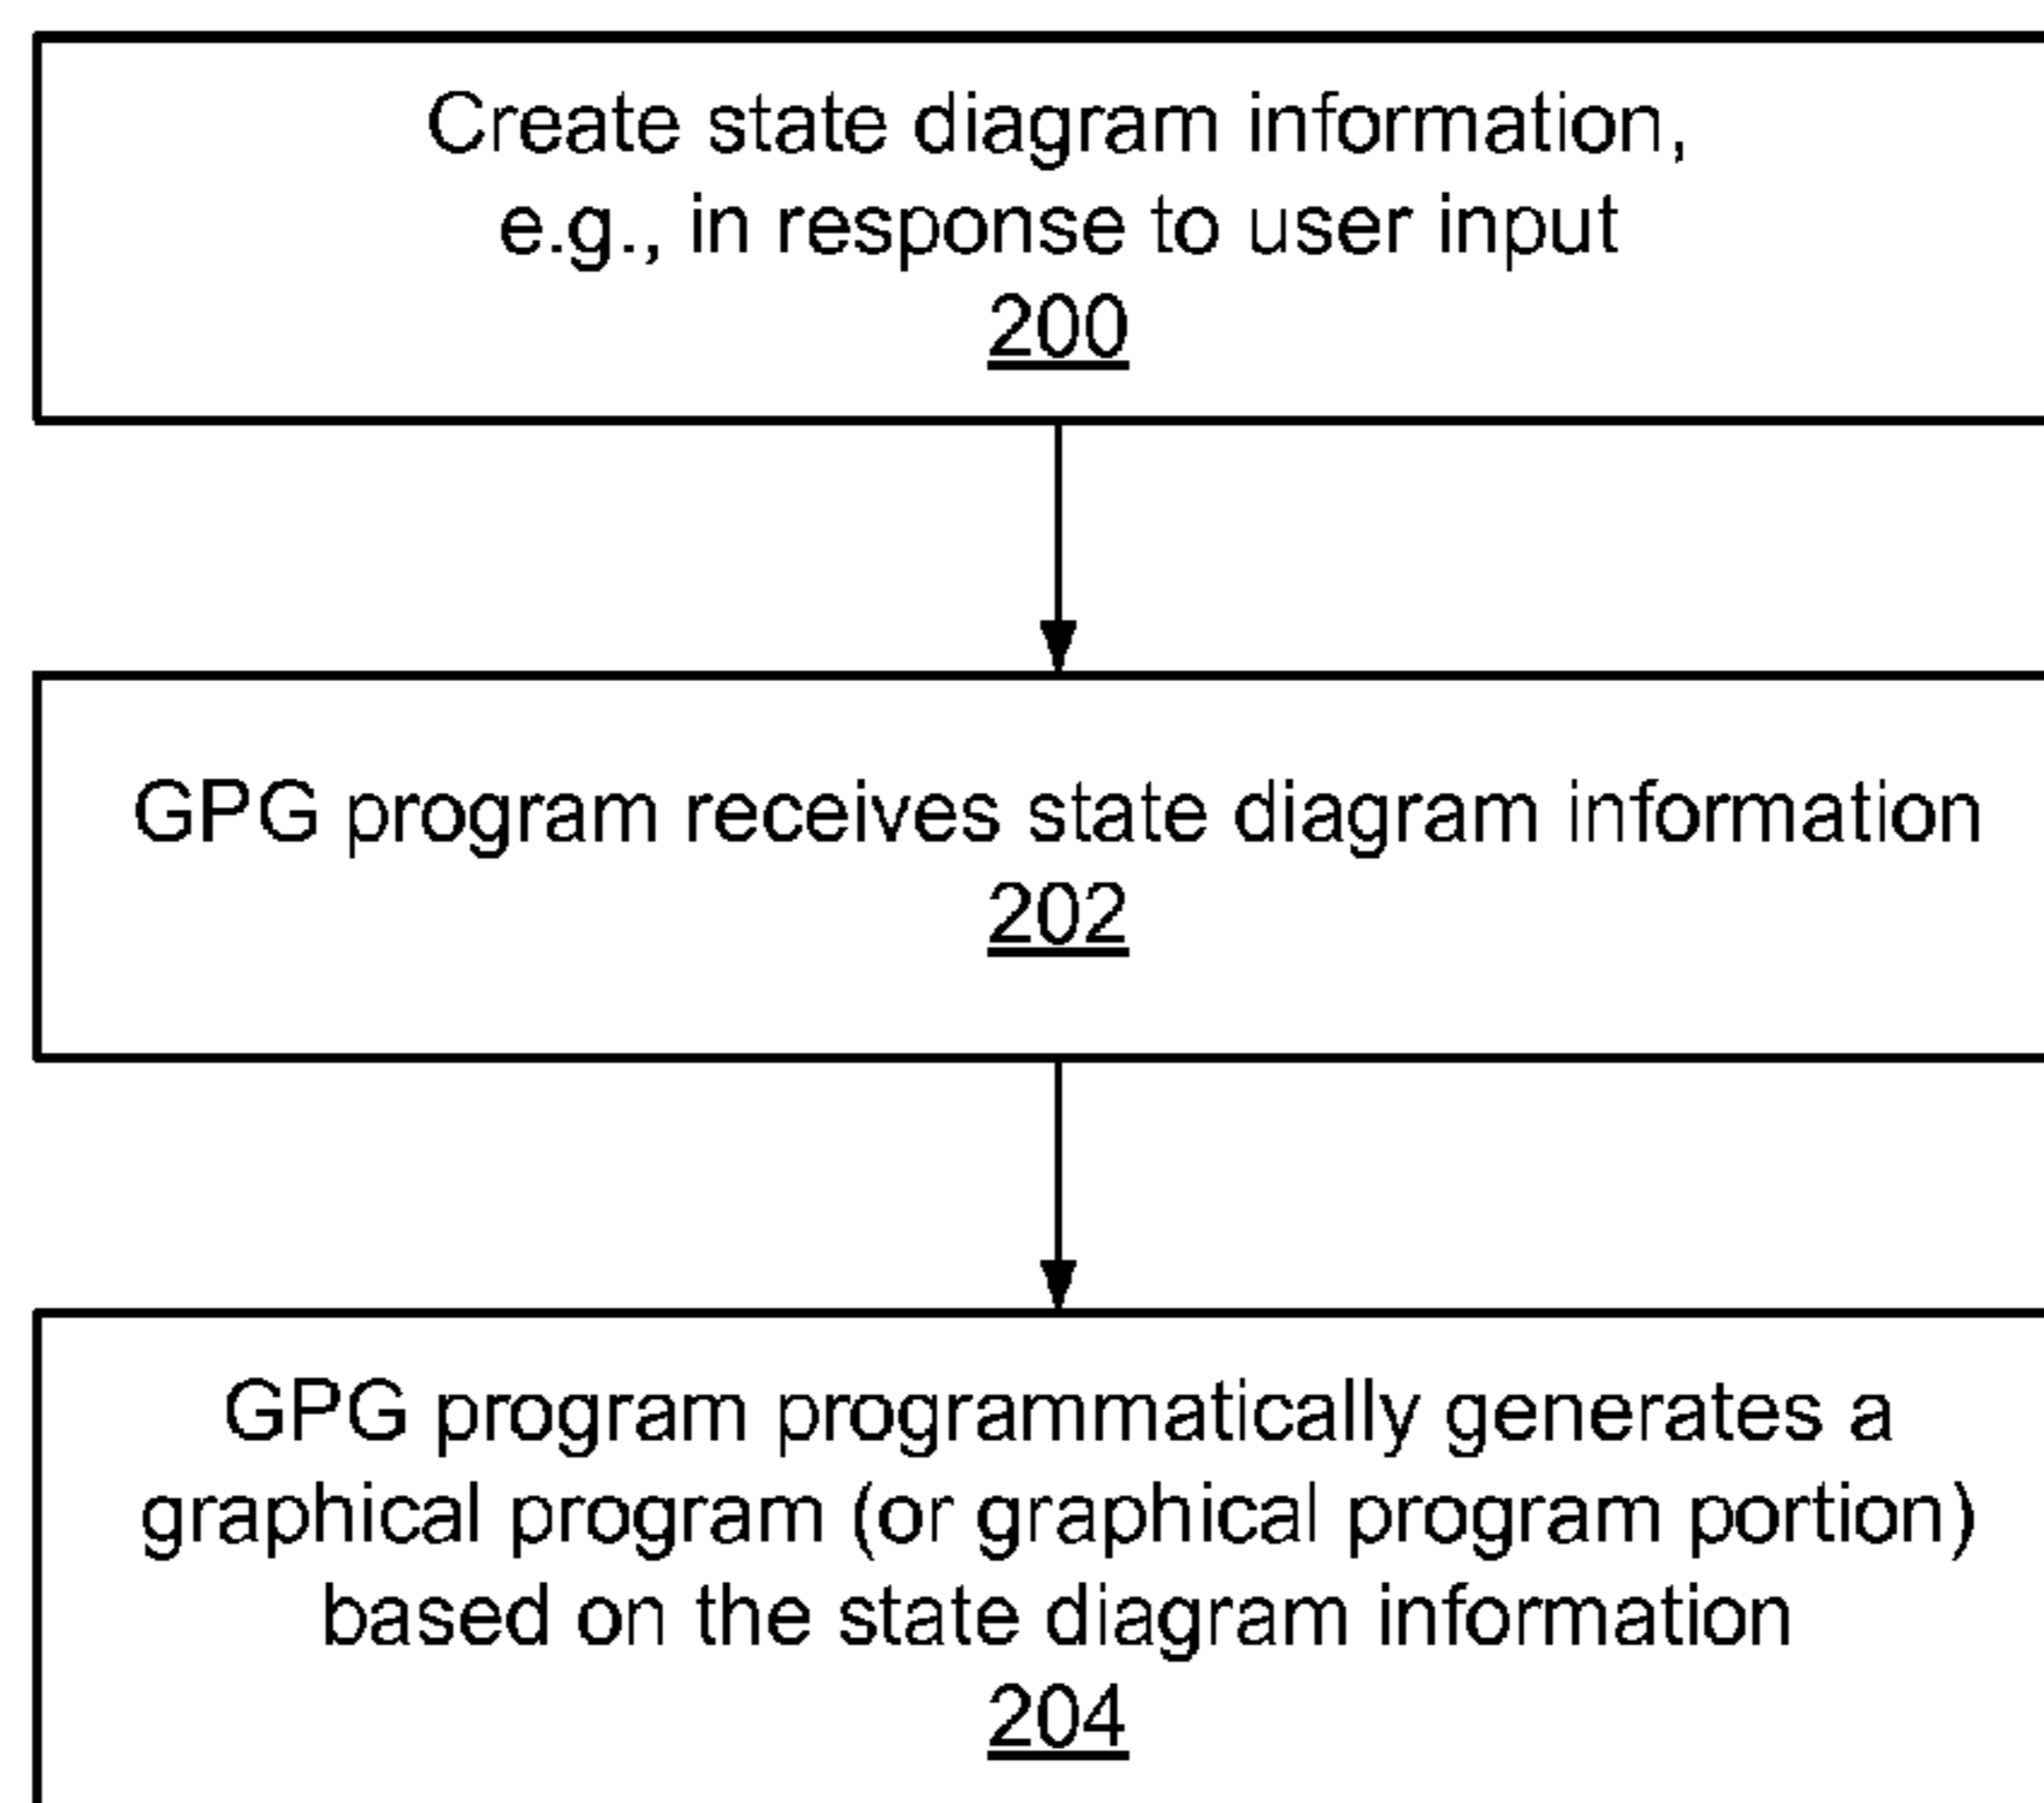 Create state diagram information,
e.g., in response to user input
200
GPG program receives state diagram information
202
GPG program programmatically generates a
graphical program (or graphical program portion)
based on the state diagram information
204